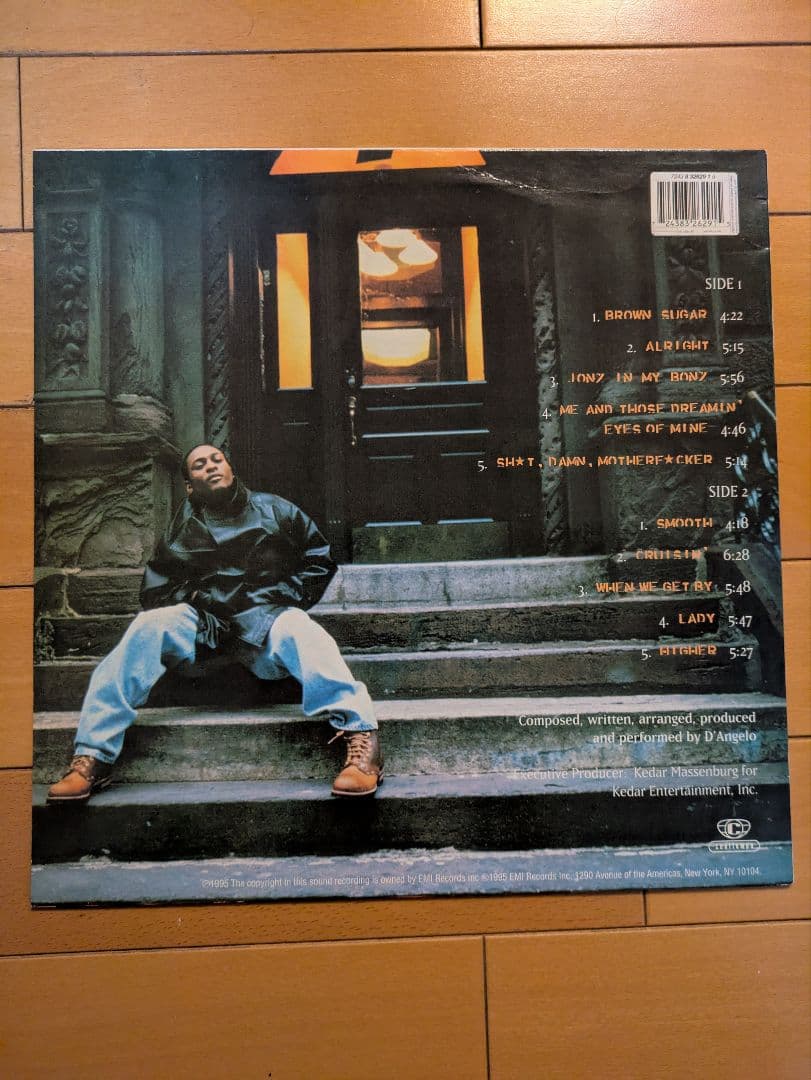 SIDE 1
1. BROWN SUGAR 4:22
2. ALRIGHT 5:15
3. JONZ IN MY BONZ 5:56
4. ME AND THOSE DREAMIN'
EYES OF MINE 4:46
5. SH★T, DAMN, MOTHERF★CKER 5:14
SIDE 2
1. SMOOTH 4:18
2. CRUISIN' 6:28
3. WHEN WE GET BY 5:48
4. LADY 5:47
5. HIGHER 5:27
Composed, written, arranged, produced
and performed by D'Angelo
Executive Producer: Kedar Massenburg for
Kedar Entertainment, Inc.
℗1995 The copyright in this sound recording is owned by EMI Records Inc ©1995 EMI Records Inc. 1290 Avenue of the Americas, New York, NY 10104.